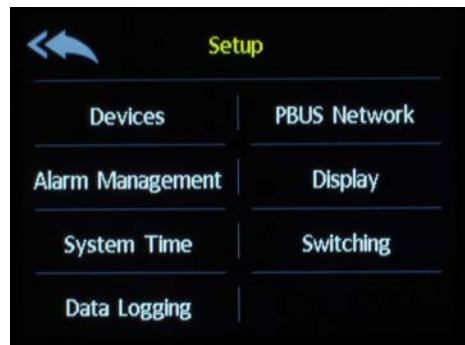 Setup
Devices
PBUS Network
Alarm Management
Display
System Time
Switching
Data Logging